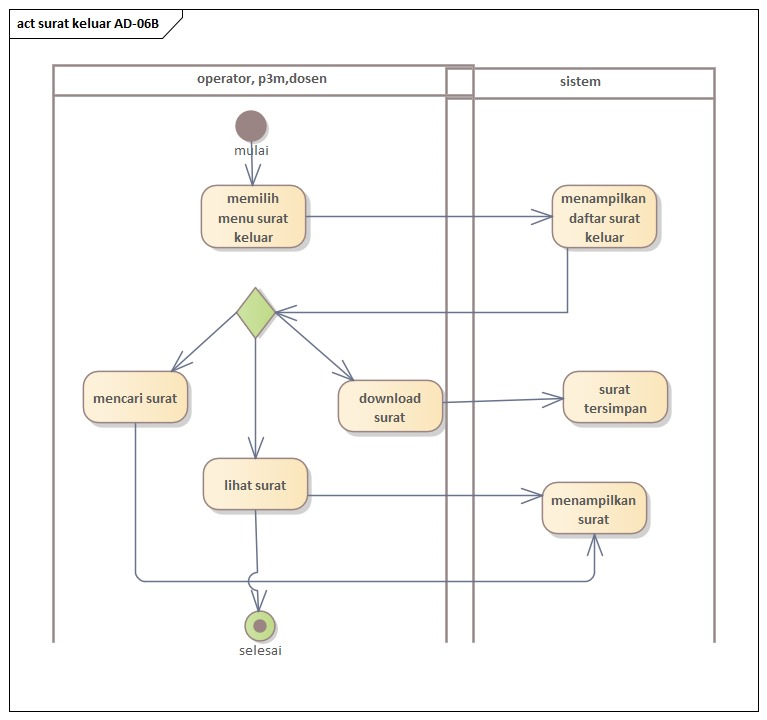 act surat keluar AD-06B
operator, p3m,dosen
sistem
mulai
memilih
menu surat
keluar
menampilkan
daftar surat
keluar
mencari surat
download
surat
surat
tersimpan
lihat surat
menampilkan
surat
selesai